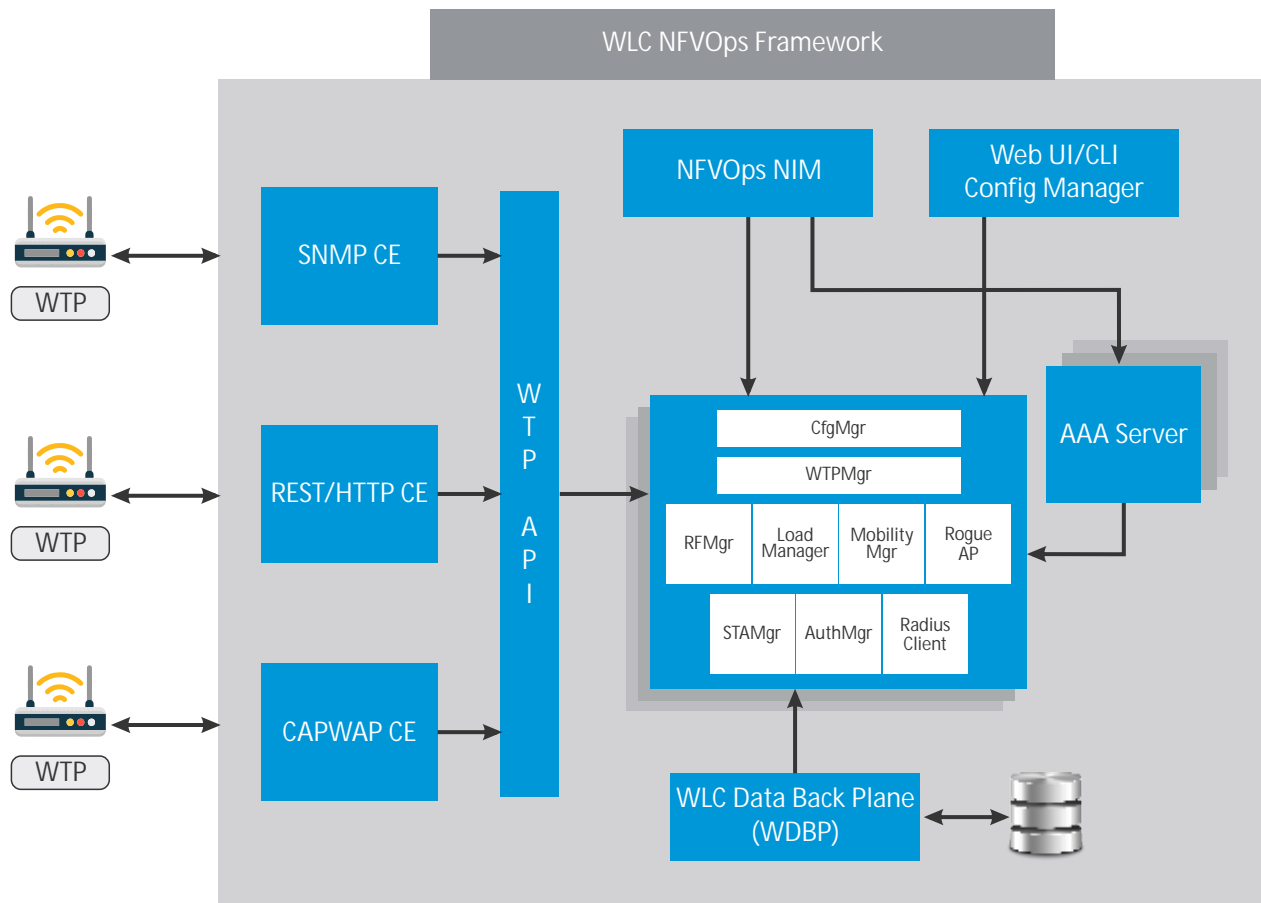 WLC NFVOps Framework
NFVOps NIM
Web UI/CLI
Config Manager
WTP
SNMP CE
WTP
REST/HTTP CE
WTP
CAPWAP CE
WTP API
CfgMgr
WTPMgr
RFMgr
Load
Manager
Mobility
Mgr
Rogue
AP
STAMgr
AuthMgr
Radius
Client
AAA Server
WLC Data Back Plane
(WDBP)